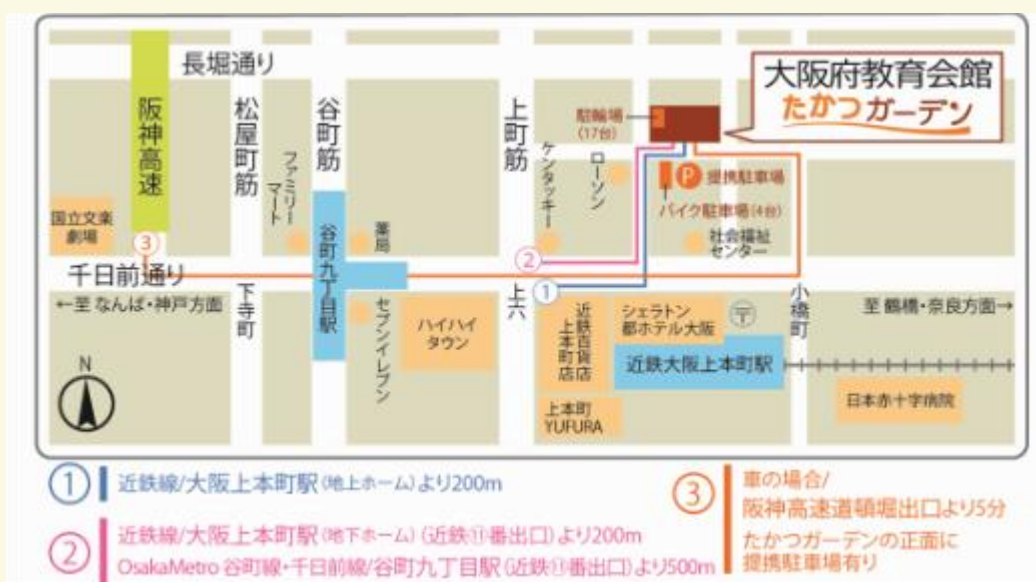 長堀通り
大阪府教育会館
たかつガーデン
阪神高速
松屋町筋
谷町筋
上町筋
駐輪場
(17台)
ファミリーマート
ケンタッキー
ローソン
P
提携駐車場
バイク駐車場(4台)
国立文楽
劇場
谷町九丁目駅
薬局
社会福祉
センター
③
②
千日前通り
①
←至 なんば・神戸方面
下寺町
セブンイレブン
ハイハイ
タウン
上六
近鉄百貨店
上本町店
シェラトン
都ホテル大阪
〒
小橋町
至 鶴橋・奈良方面→
近鉄大阪上本町駅
N
上本町
YUFURA
日本赤十字病院
① 近鉄線/大阪上本町駅(地上ホーム)より200m
② 近鉄線/大阪上本町駅(地下ホーム)(近鉄⑪番出口)より200m
OsakaMetro 谷町線・千日前線/谷町九丁目駅(近鉄⑪番出口)より500m
③ 車の場合/
阪神高速道頓堀出口より5分
たかつガーデンの正面に
提携駐車場有り